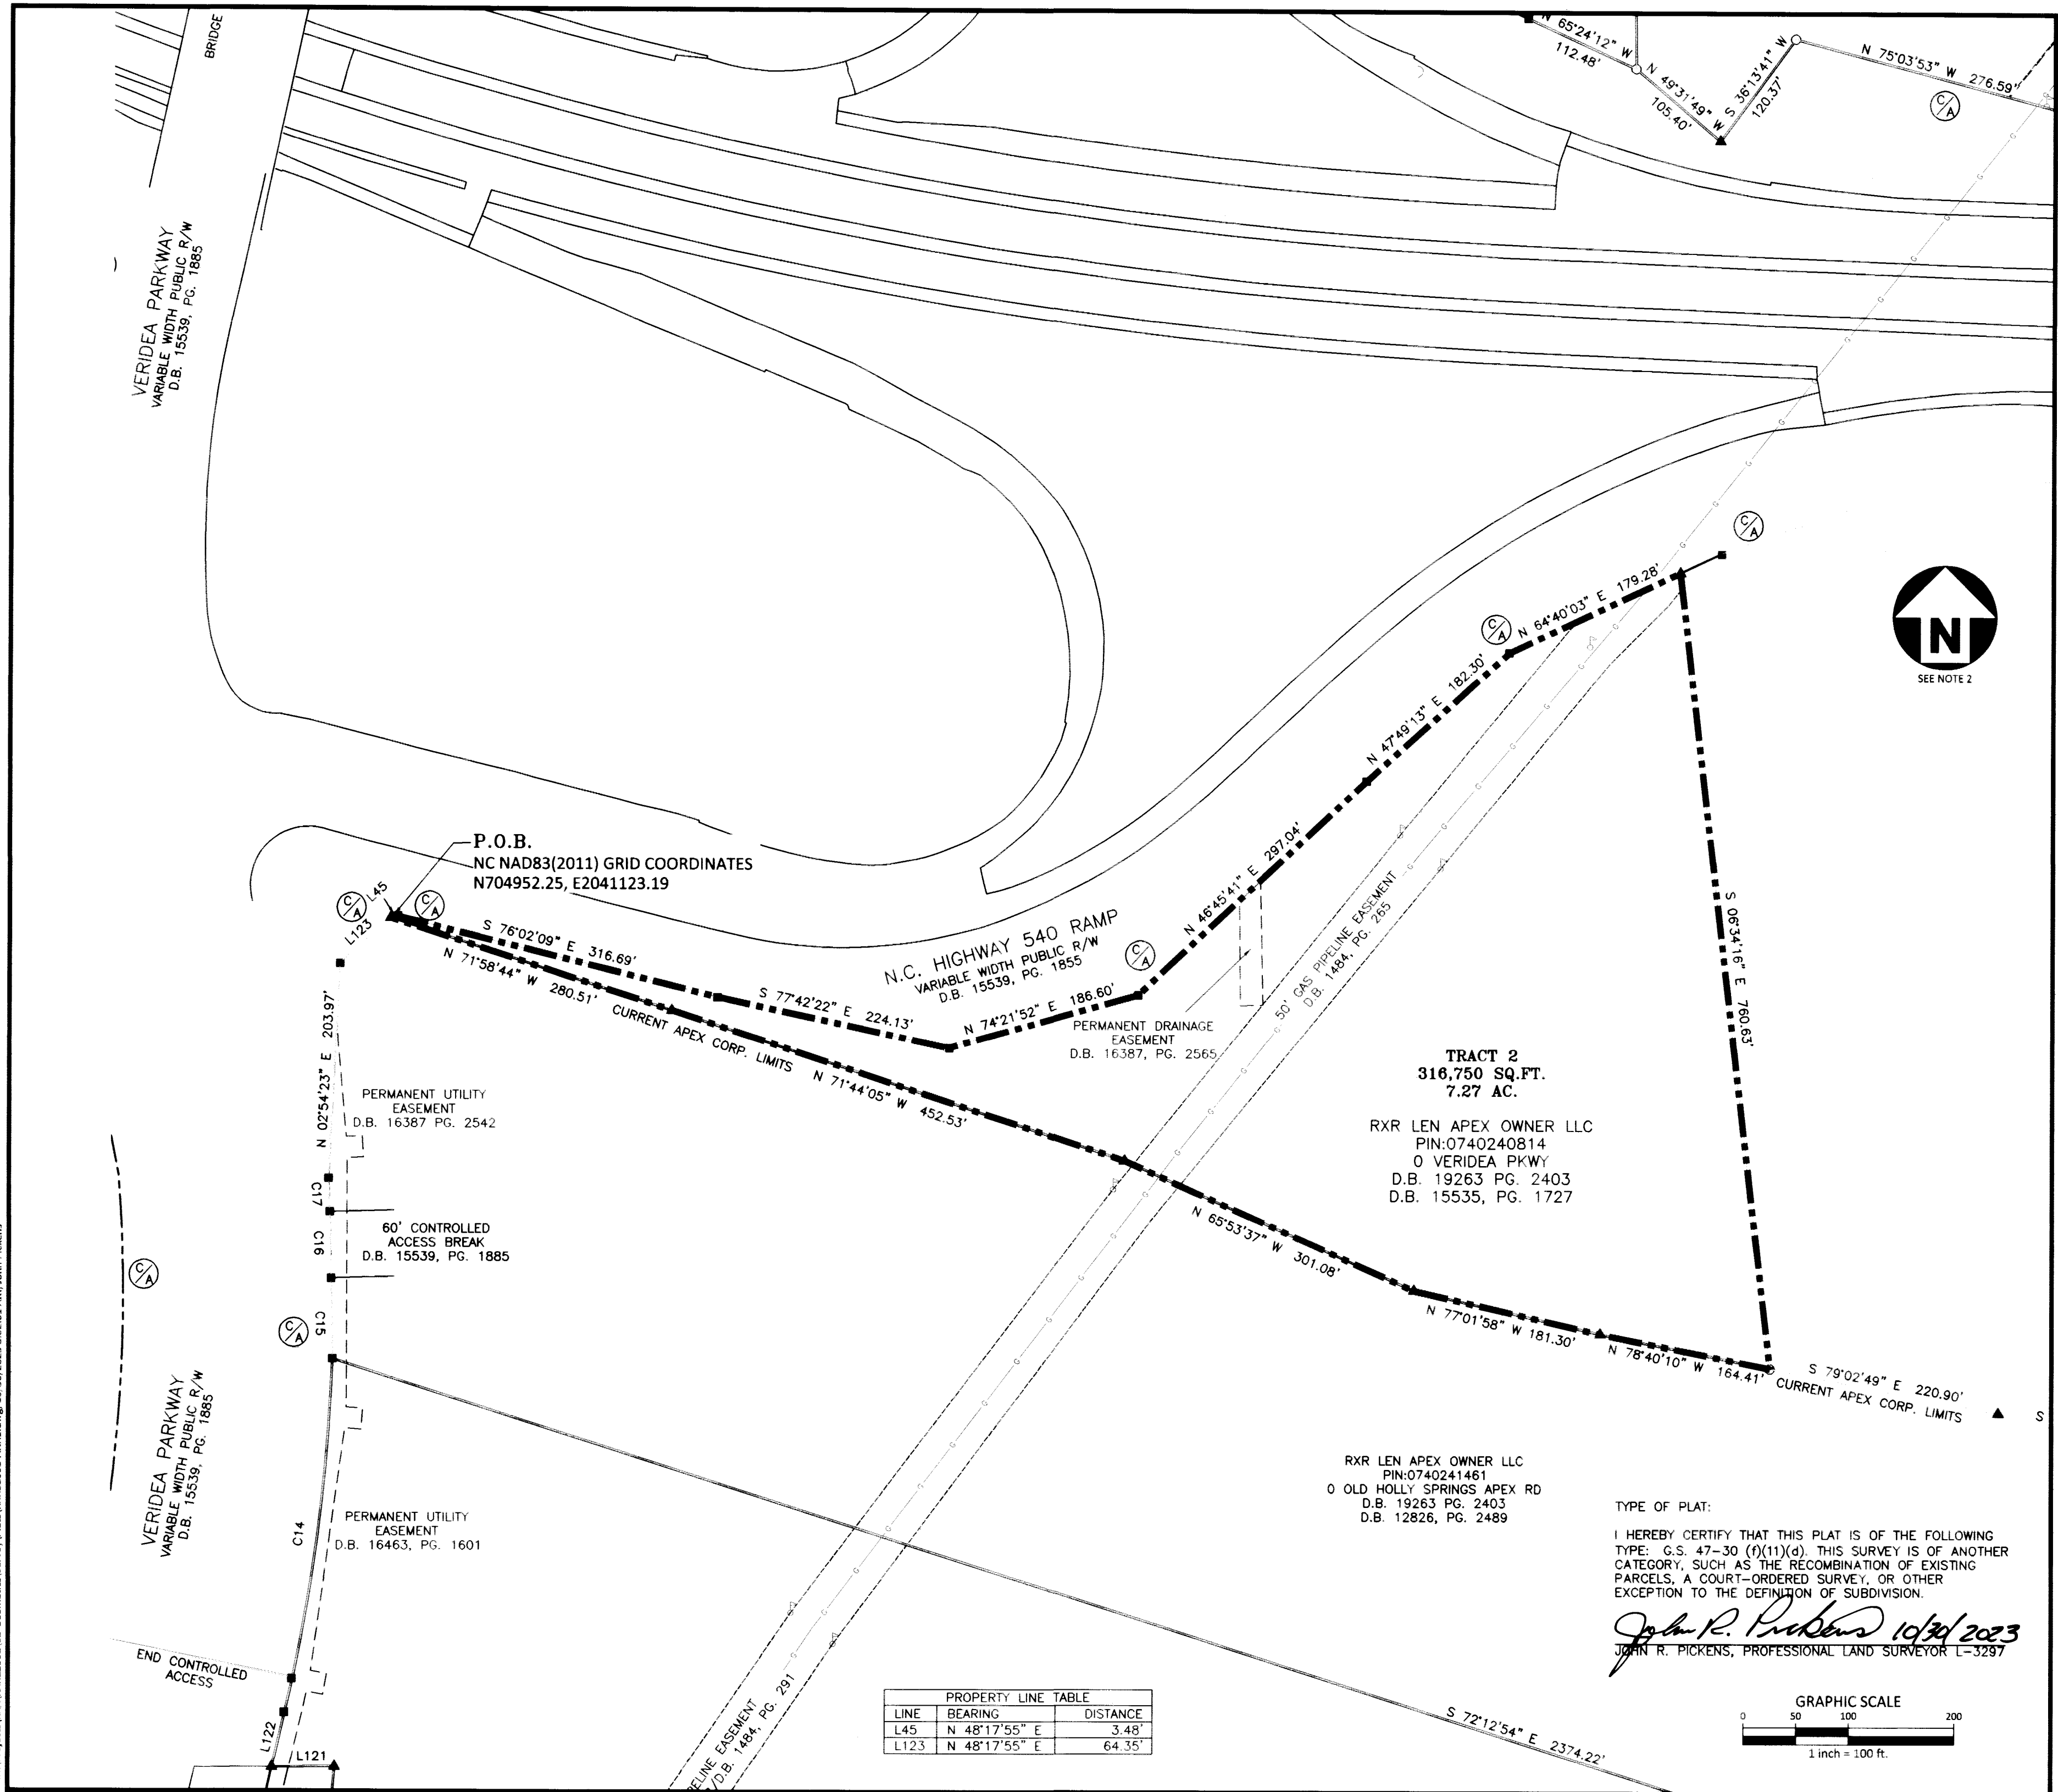 BRIDGE
N 65°24'12" W
112.48'
N 49°31'49" W
105.40'
S 36°13'41" W
120.37'
N 75°03'53" W 276.59'
C/A
VERIDEA PARKWAY
VARIABLE WIDTH PUBLIC R/W
D.B. 15539, PG. 1885
C/A
N
SEE NOTE 2
N 64°40'03" E 179.28'
C/A
N 47°49'13" E 182.30'
N 46°45'41" E 297.04'
P.O.B.
NC NAD83(2011) GRID COORDINATES
N704952.25, E2041123.19
L45
L123
C/A
C/A
S 76°02'09" E 316.69'
N 71°58'44" W 280.51'
CURRENT APEX CORP. LIMITS
S 77°42'22" E 224.13'
N.C. HIGHWAY 540 RAMP
VARIABLE WIDTH PUBLIC R/W
D.B. 15539, PG. 1855
C/A
N 74°21'52" E 186.60'
PERMANENT DRAINAGE
EASEMENT
D.B. 16387, PG. 2565
50' GAS PIPELINE EASEMENT
D.B. 1484, PG. 265
S 06°34'16" E 760.63'
TRACT 2
316,750 SQ.FT.
7.27 AC.
RXR LEN APEX OWNER LLC
PIN:0740240814
0 VERIDEA PKWY
D.B. 19263 PG. 2403
D.B. 15535, PG. 1727
N 71°44'05" W 452.53'
N 02°54'23" E 203.97'
PERMANENT UTILITY
EASEMENT
D.B. 16387 PG. 2542
C17
C16
C15
60' CONTROLLED
ACCESS BREAK
D.B. 15539, PG. 1885
C/A
C/A
N 65°53'37" W 301.08'
N 77°01'58" W 181.30'
N 78°40'10" W 164.41'
S 79°02'49" E 220.90'
CURRENT APEX CORP. LIMITS
S
VERIDEA PARKWAY
VARIABLE WIDTH PUBLIC R/W
D.B. 15539, PG. 1885
C14
PERMANENT UTILITY
EASEMENT
D.B. 16463, PG. 1601
RXR LEN APEX OWNER LLC
PIN:0740241461
0 OLD HOLLY SPRINGS APEX RD
D.B. 19263 PG. 2403
D.B. 12826, PG. 2489
TYPE OF PLAT:
I HEREBY CERTIFY THAT THIS PLAT IS OF THE FOLLOWING
TYPE: G.S. 47-30 (f)(11)(d). THIS SURVEY IS OF ANOTHER
CATEGORY, SUCH AS THE RECOMBINATION OF EXISTING
PARCELS, A COURT-ORDERED SURVEY, OR OTHER
EXCEPTION TO THE DEFINITION OF SUBDIVISION.
John R. Pickens 10/30/2023
JOHN R. PICKENS, PROFESSIONAL LAND SURVEYOR L-3297
END CONTROLLED
ACCESS
L122
L121
ELINE EASEMENT
/D.B. 1484, PG. 291
PROPERTY LINE TABLE
LINE BEARING DISTANCE
L45 N 48°17'55" E 3.48'
L123 N 48°17'55" E 64.35'
S 72°12'54" E 2374.22'
GRAPHIC SCALE
0 50 100 200
1 inch = 100 ft.